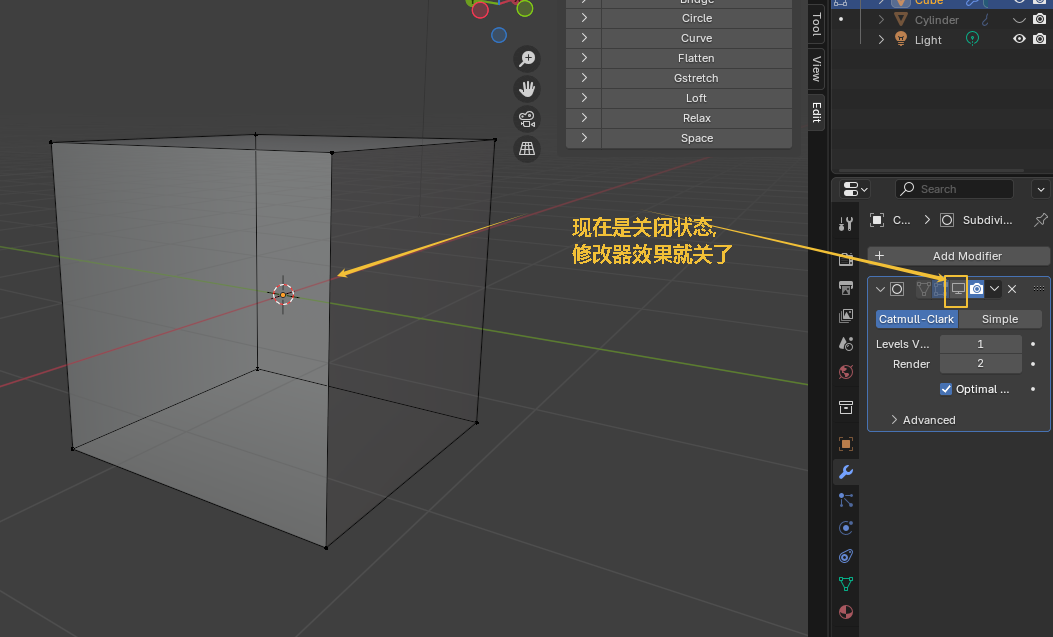 Bridge
Circle
Curve
Flatten
Gstretch
Loft
Relax
Space
Tool
View
Edit
Cube
Cylinder
Light
Search
C...
Subdivi...
Add Modifier
Catmull-Clark
Simple
Levels V...
1
Render
2
Optimal ...
Advanced
现在是关闭状态,
修改器效果就关了